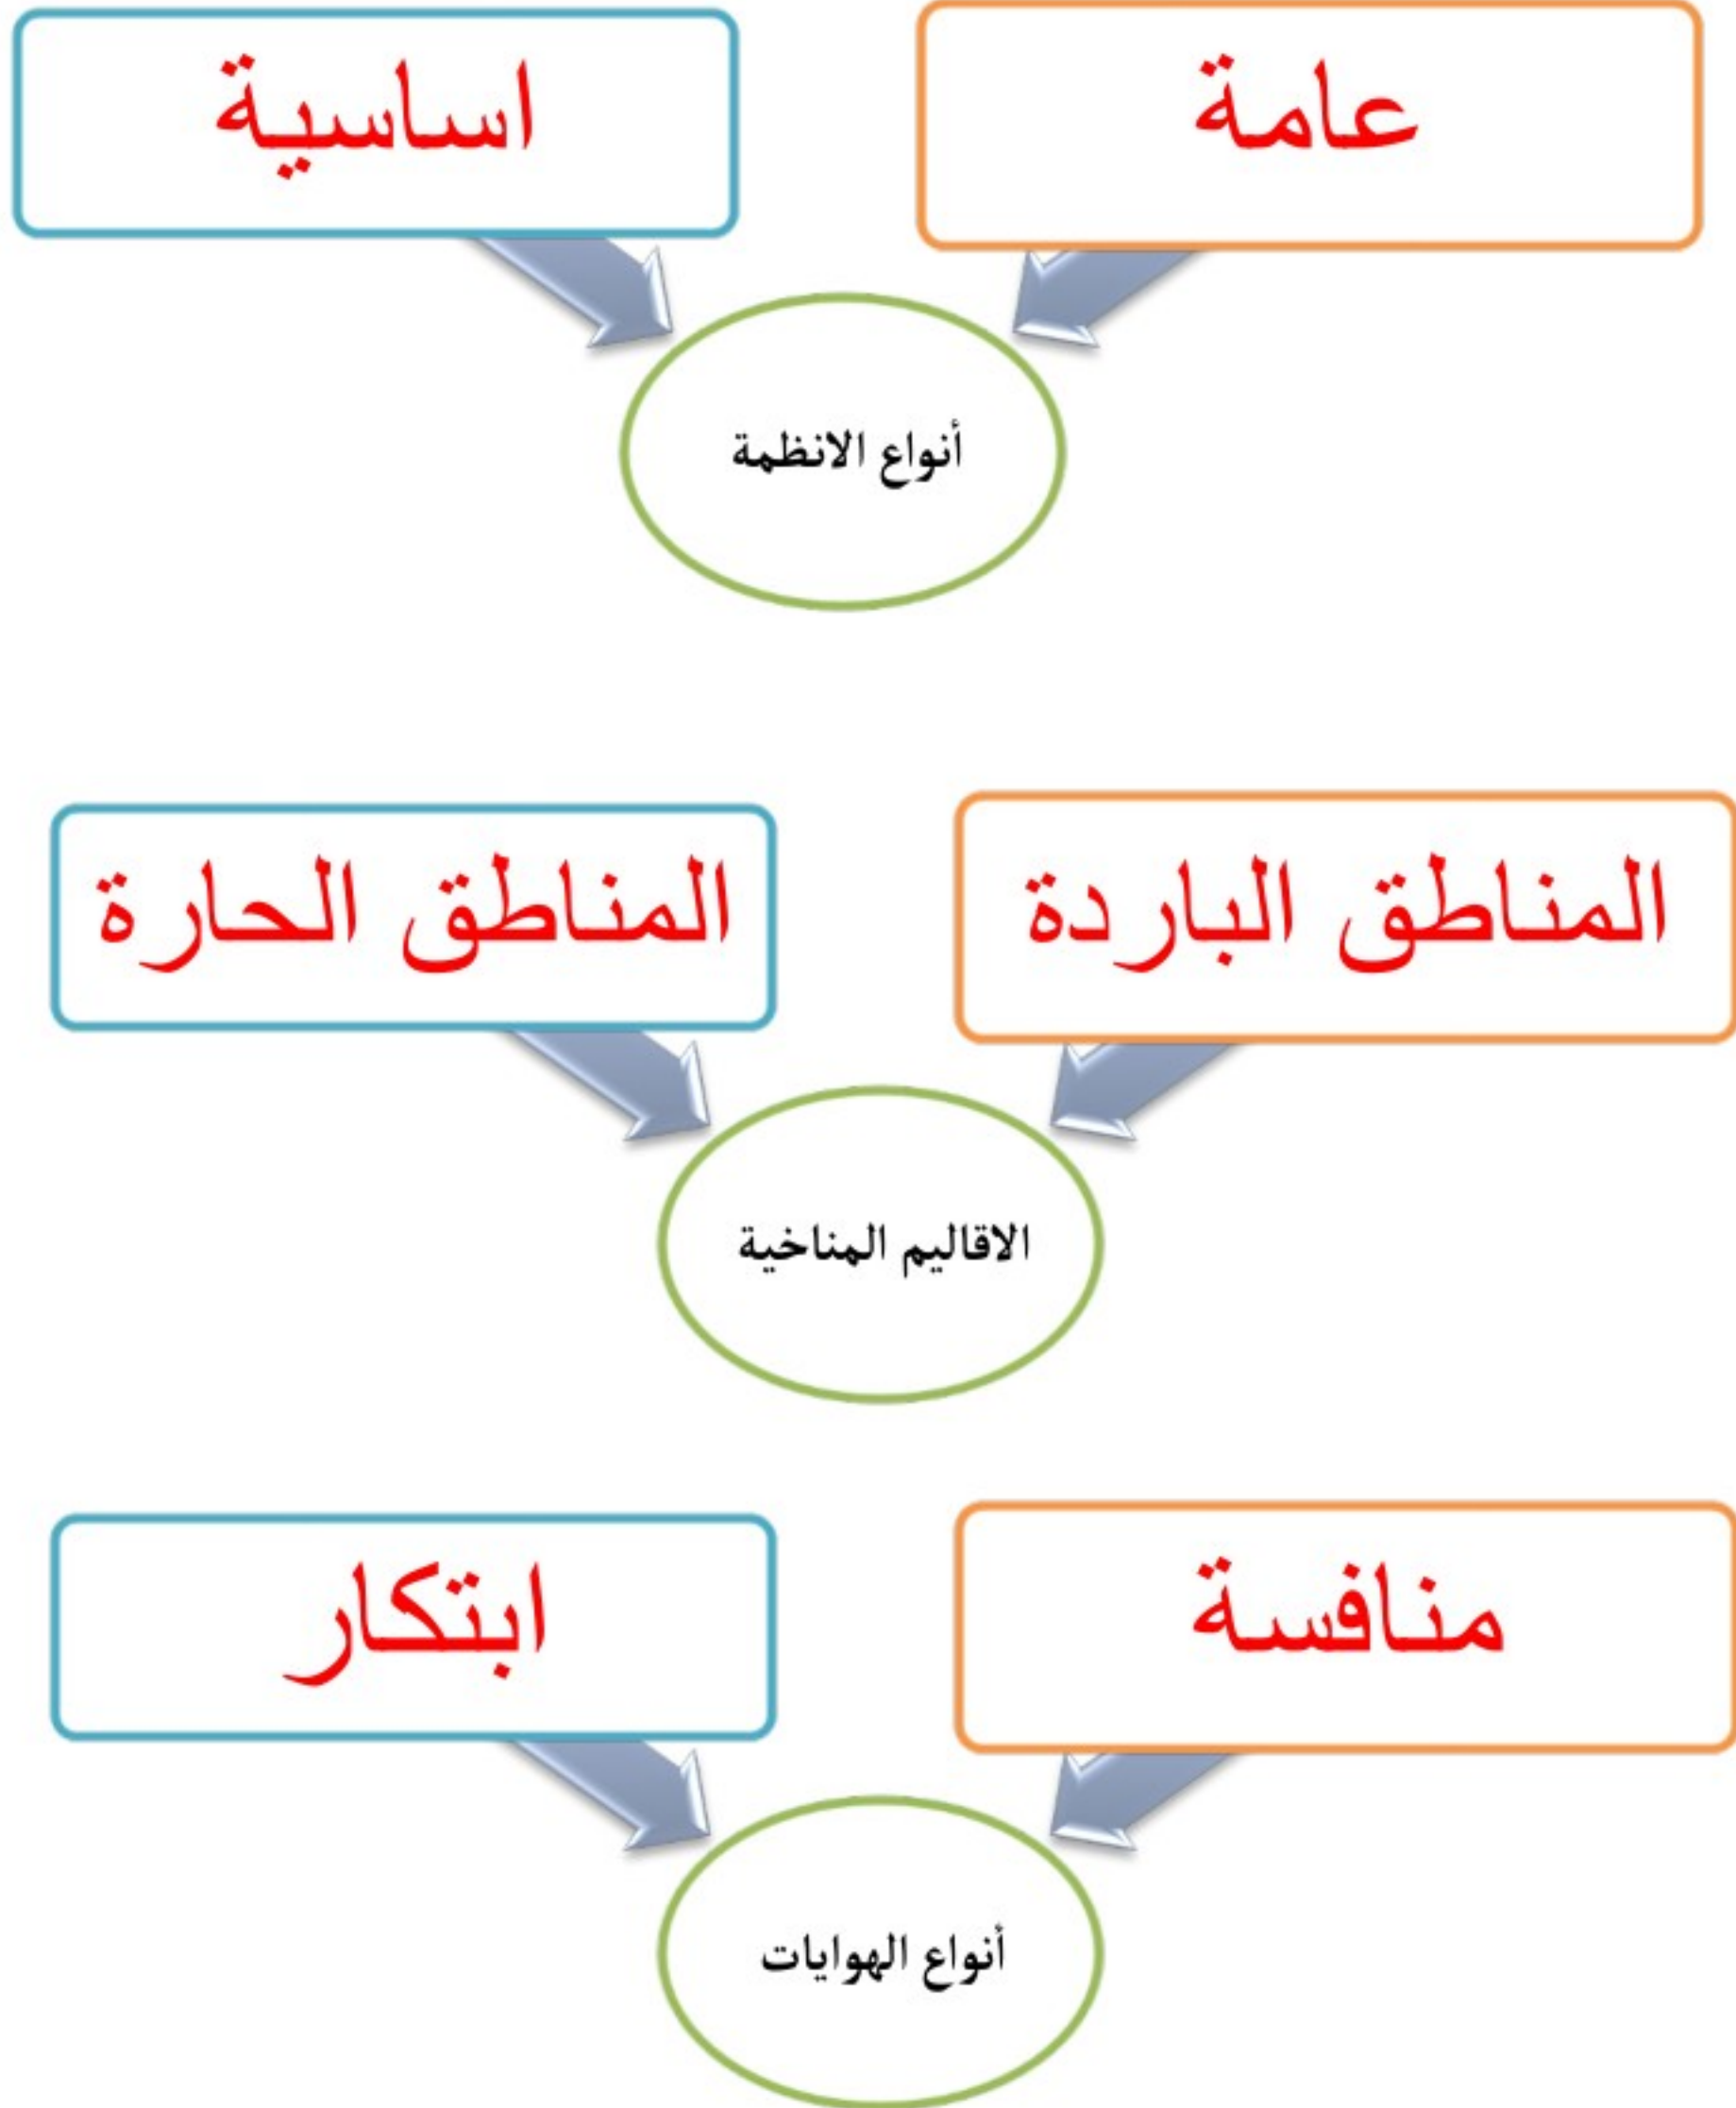 عامة
اساسية
أنواع الانظمة
المناطق الباردة
المناطق الحارة
الاقاليم المناخية
منافسة
ابتكار
أنواع الهوايات